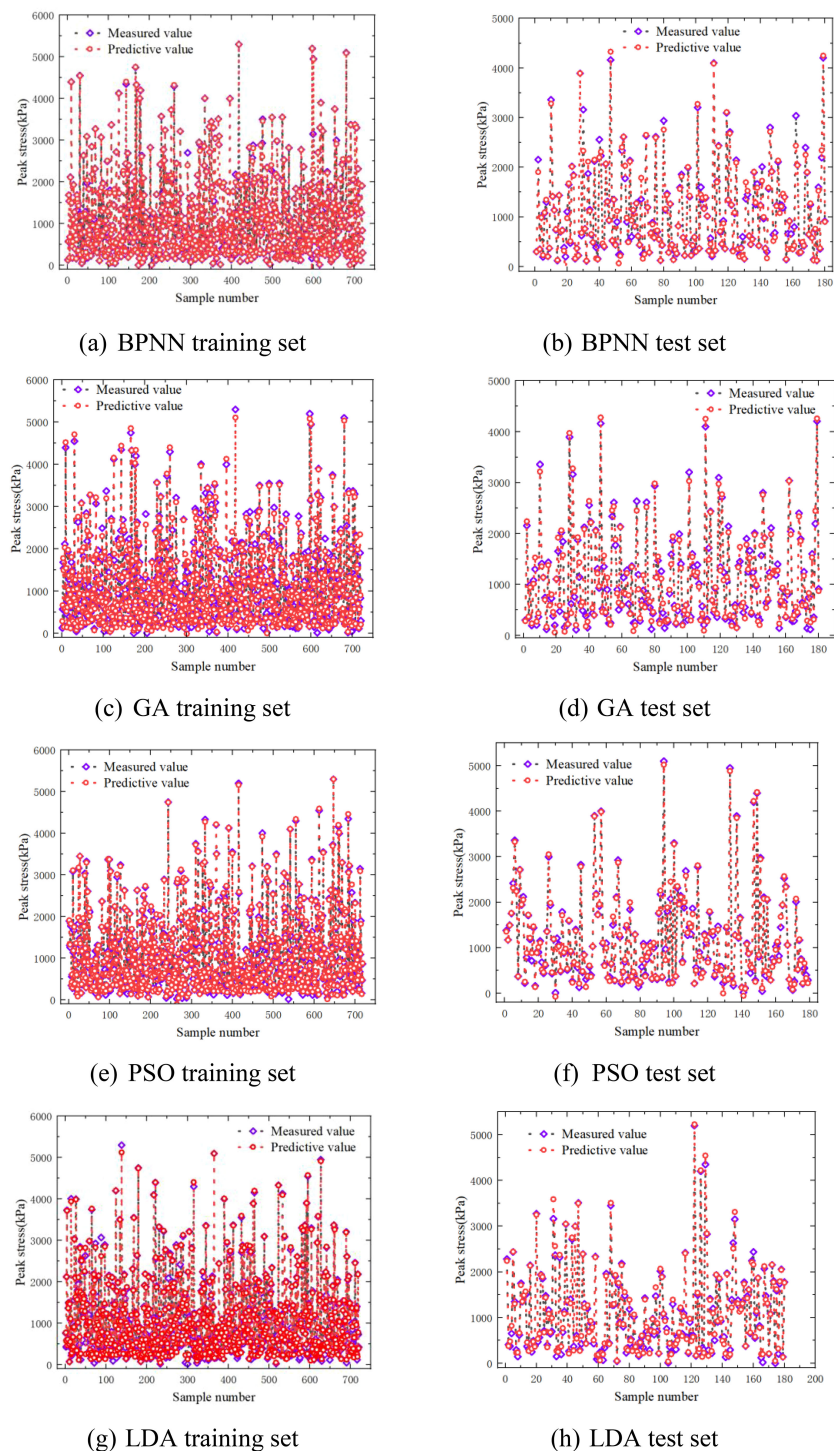 6000
5000
4000
3000
2000
1000
0
Peak stress(kPa)
Measured value
Predictive value
0 100 200 300 400 500 600 700
Sample number
(a) BPNN training set
5000
4000
3000
2000
1000
0
Peak stress(kPa)
Measured value
Predictive value
0 20 40 60 80 100 120 140 160 180
Sample number
(b) BPNN test set
6000
5000
4000
3000
2000
1000
0
Peak stress(kPa)
Measured value
Predictive value
0 100 200 300 400 500 600 700
Sample number
(c) GA training set
5000
4000
3000
2000
1000
0
Peak stress(kPa)
Measured value
Predictive value
0 20 40 60 80 100 120 140 160 180
Sample number
(d) GA test set
6000
5000
4000
3000
2000
1000
0
Peak stress(kPa)
Measured value
Predictive value
0 100 200 300 400 500 600 700
Sample number
(e) PSO training set
5000
4000
3000
2000
1000
0
Peak stress(kPa)
Measured value
Predictive value
0 20 40 60 80 100 120 140 160 180
Sample number
(f) PSO test set
6000
5000
4000
3000
2000
1000
0
Peak stress(kPa)
Measured value
Predictive value
0 100 200 300 400 500 600 700
Sample number
(g) LDA training set
5000
4000
3000
2000
1000
0
Peak stress(kPa)
Measured value
Predictive value
0 20 40 60 80 100 120 140 160 180 200
Sample number
(h) LDA test set